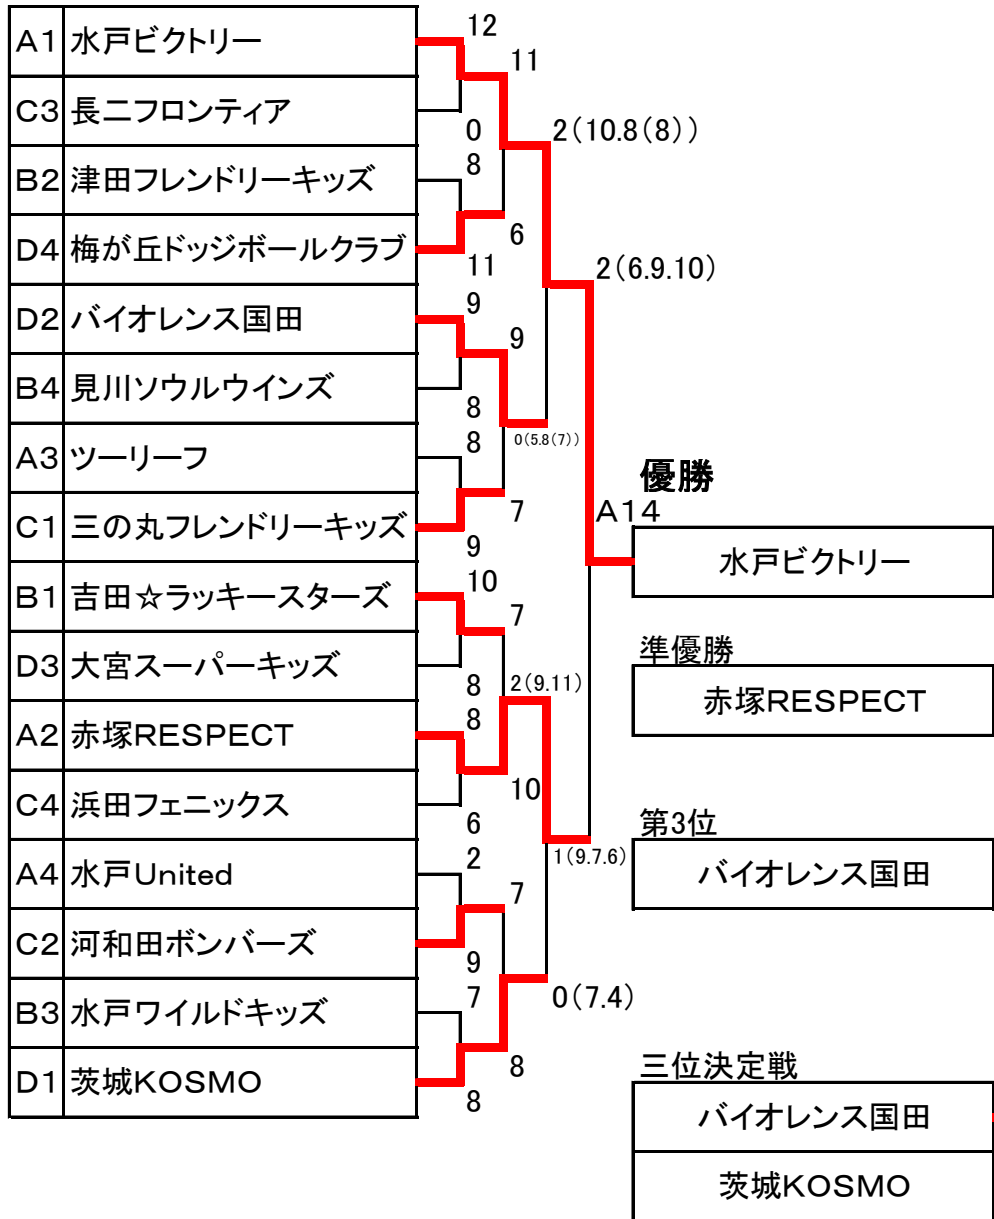 12
A1 水戸ビクトリー
11
C3 長二フロンティア
0
2(10.8(8))
8
B2 津田フレンドリーキッズ
6
D4 梅が丘ドッジボールクラブ
11
2(6.9.10)
9
D2 バイオレンス国田
9
B4 見川ソウルウインズ
8
8
0(5.8(7))
A3 ツーリーフ
優勝
7
A14
C1 三の丸フレンドリーキッズ
9
水戸ビクトリー
10
B1 吉田☆ラッキースターズ
7
準優勝
D3 大宮スーパーキッズ
8
2(9.11)
赤塚RESPECT
8
A2 赤塚RESPECT
10
C4 浜田フェニックス
6
第3位
2
1(9.7.6)
A4 水戸United
バイオレンス国田
7
C2 河和田ボンバーズ
9
7
0(7.4)
B3 水戸ワイルドキッズ
8
三位決定戦
D1 茨城KOSMO
8
バイオレンス国田
茨城KOSMO